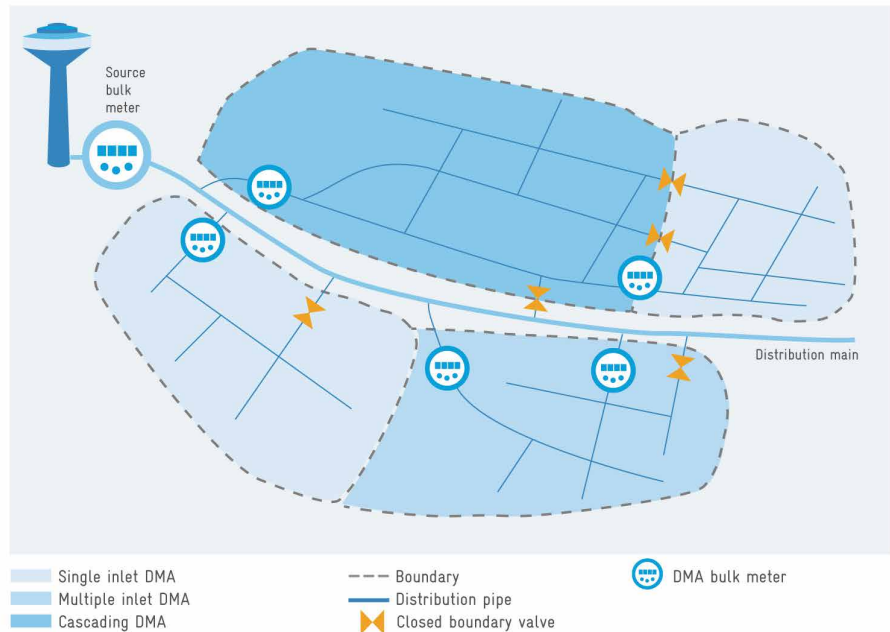 Source
bulk
meter
Distribution main
Single inlet DMA
Multiple inlet DMA
Cascading DMA
Boundary
Distribution pipe
Closed boundary valve
DMA bulk meter